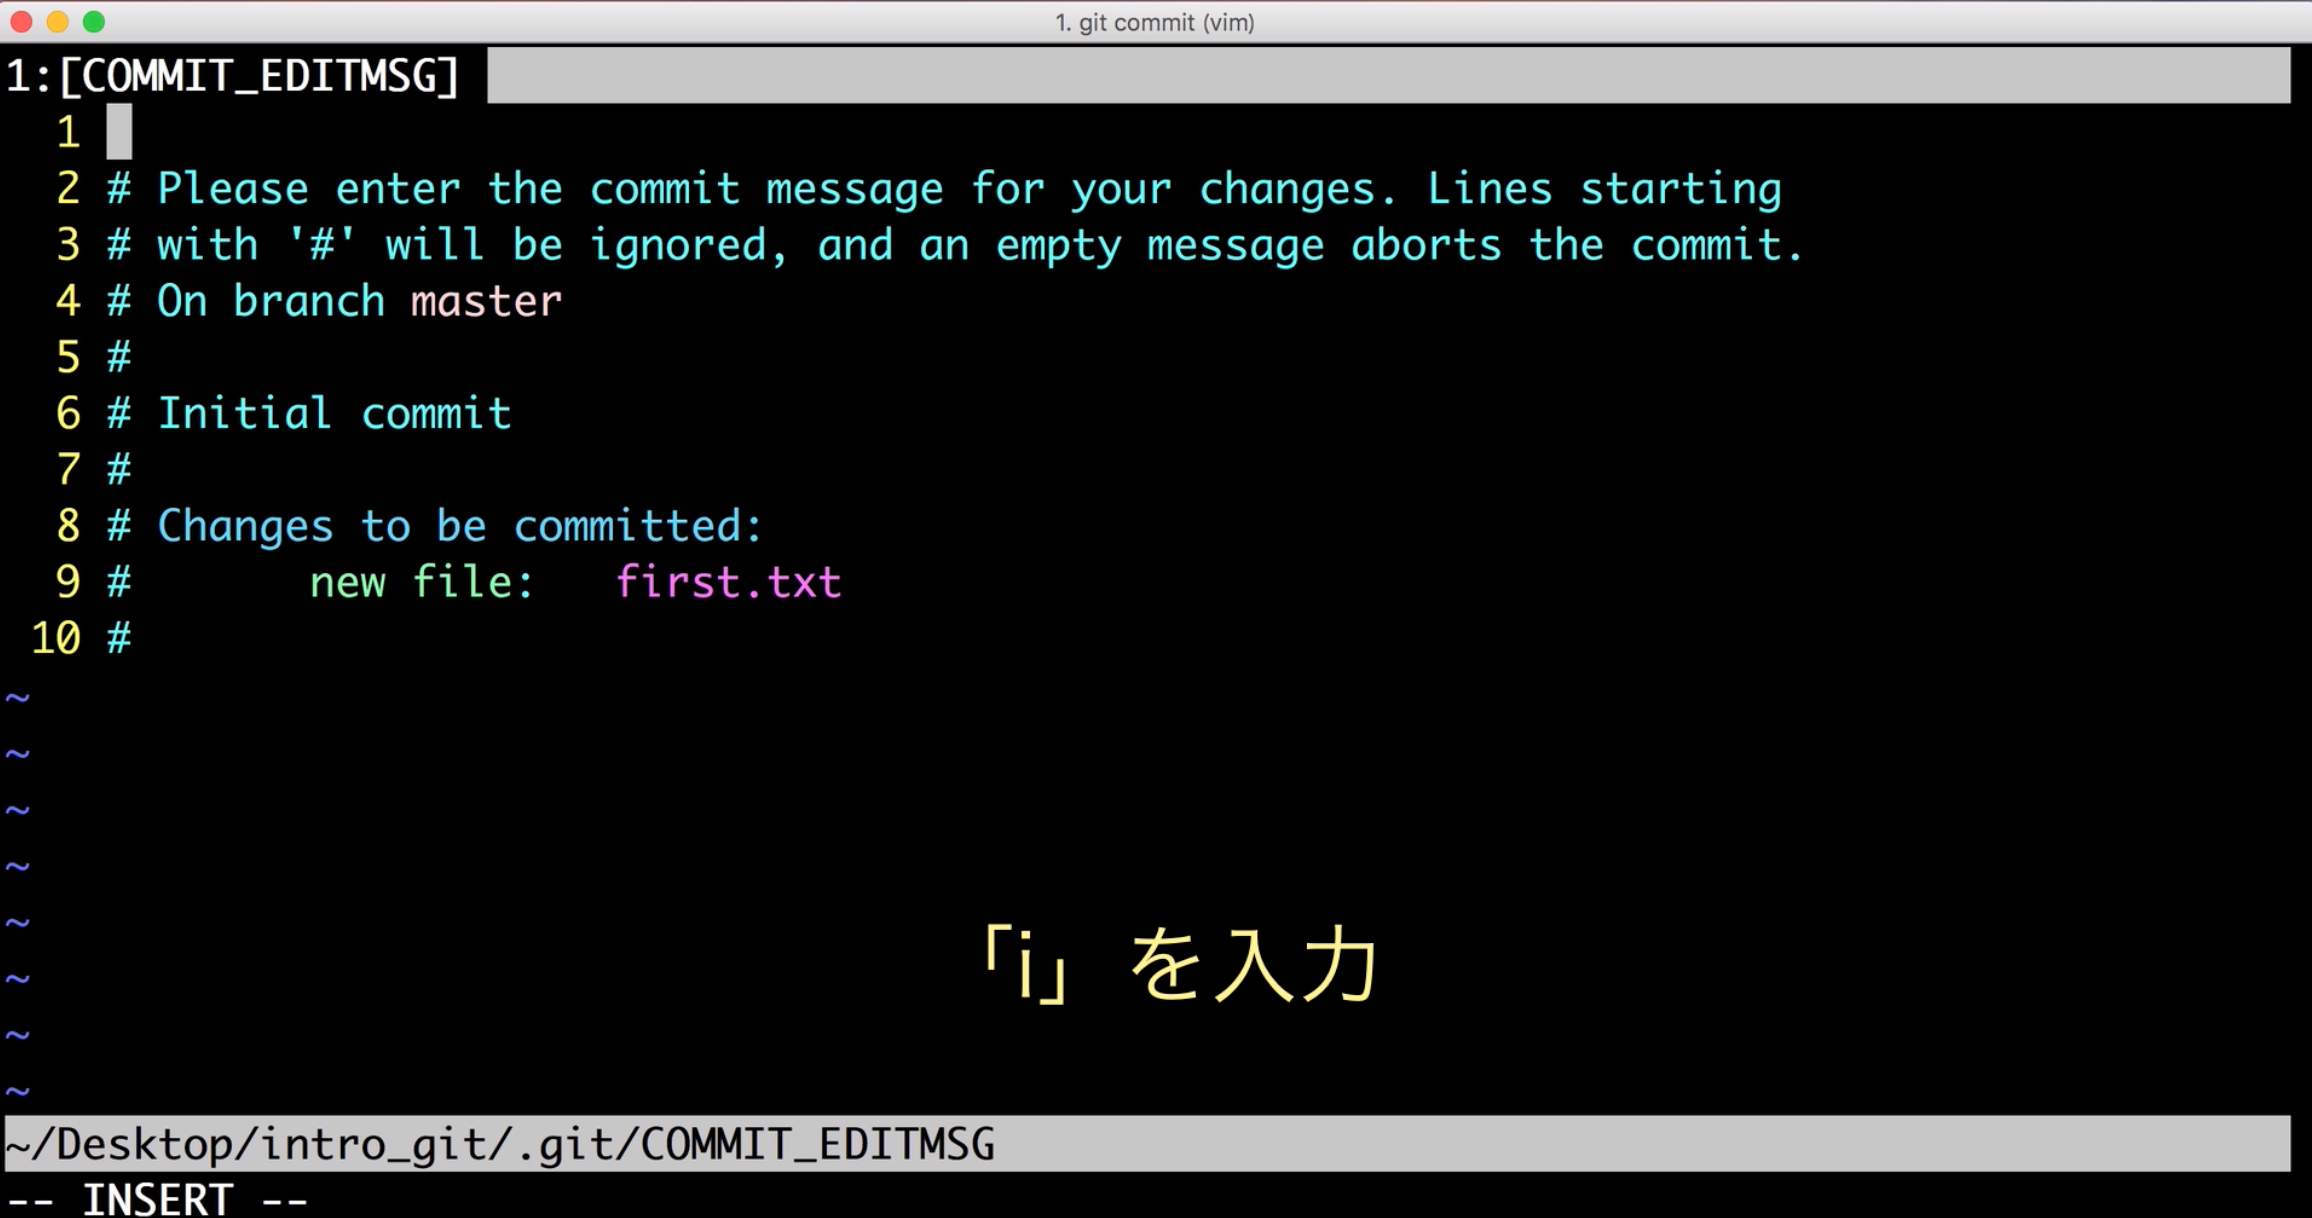 1. git commit (vim)
1:[COMMIT_EDITMSG]
1
2 # Please enter the commit message for your changes. Lines starting
3 # with '#' will be ignored, and an empty message aborts the commit.
4 # On branch master
5 #
6 # Initial commit
7 #
8 # Changes to be committed:
9 #       new file:   first.txt
10 #
~
~
~
~
~
~
~
~
「i」を入力
~/Desktop/intro_git/.git/COMMIT_EDITMSG
-- INSERT --